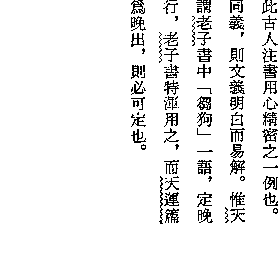 此古人注書用心精密之一例也。
同義，則文義明白而易解。惟天
謂老子書中「芻狗」一語，定晚
行，老子書特渾用之，而天運篇
為晚出，則必可定也。